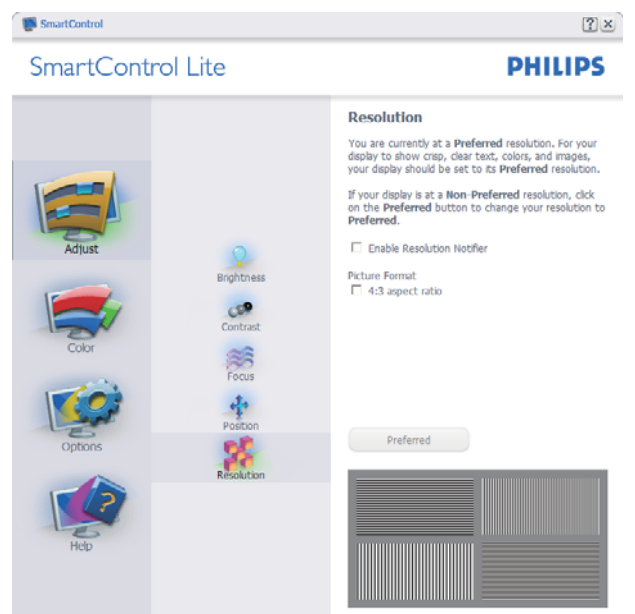 SmartControl
SmartControl Lite
PHILIPS
Adjust
Color
Options
Help
Brightness
Contrast
Focus
Position
Resolution
Resolution
You are currently at a Preferred resolution. For your
display to show crisp, clear text, colors, and images,
your display should be set to its Preferred resolution.
If your display is at a Non-Preferred resolution, click
on the Preferred button to change your resolution to
Preferred.
Enable Resolution Notifier
Picture Format
4:3 aspect ratio
Preferred